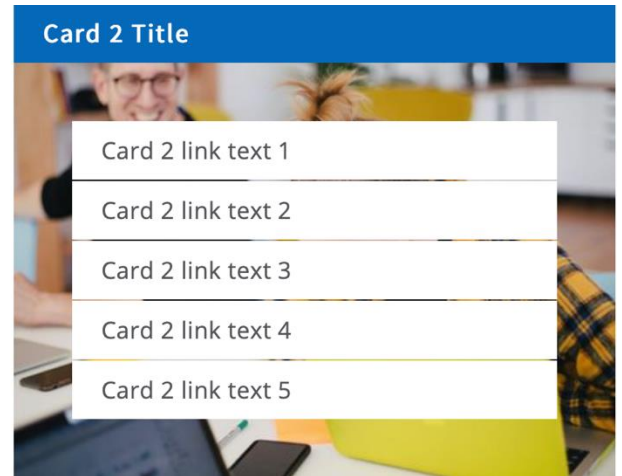 Card 2 Title
Card 2 link text 1
Card 2 link text 2
Card 2 link text 3
Card 2 link text 4
Card 2 link text 5